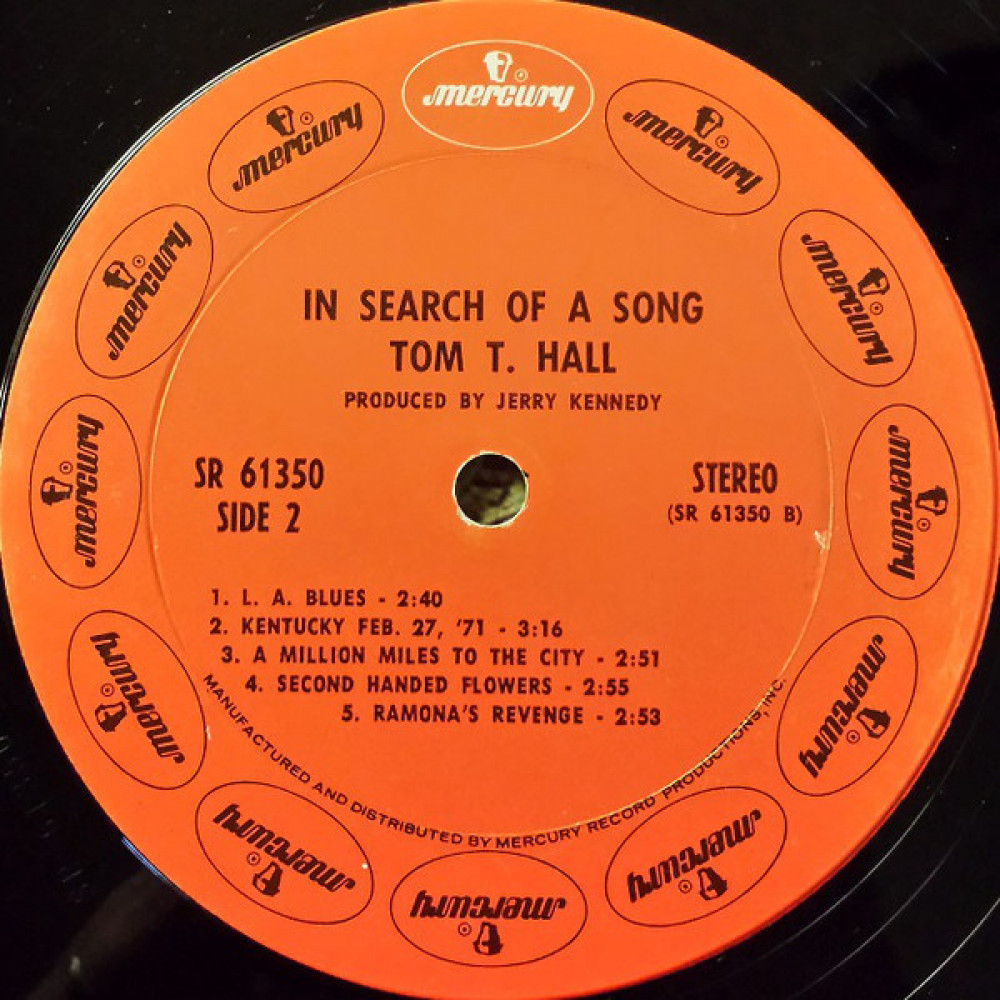 mercury
mercury
mercury
mercury
mercury
mercury
mercury
mercury
mercury
mercury
mercury
mercury
IN SEARCH OF A SONG
TOM T. HALL
PRODUCED BY JERRY KENNEDY
SR 61350
SIDE 2
STEREO
(SR 61350 B)
1. L. A. BLUES - 2:40
2. KENTUCKY FEB. 27, '71 - 3:16
3. A MILLION MILES TO THE CITY - 2:51
4. SECOND HANDED FLOWERS - 2:55
5. RAMONA'S REVENGE - 2:53
MANUFACTURED AND DISTRIBUTED BY MERCURY RECORD PRODUCTIONS, INC.